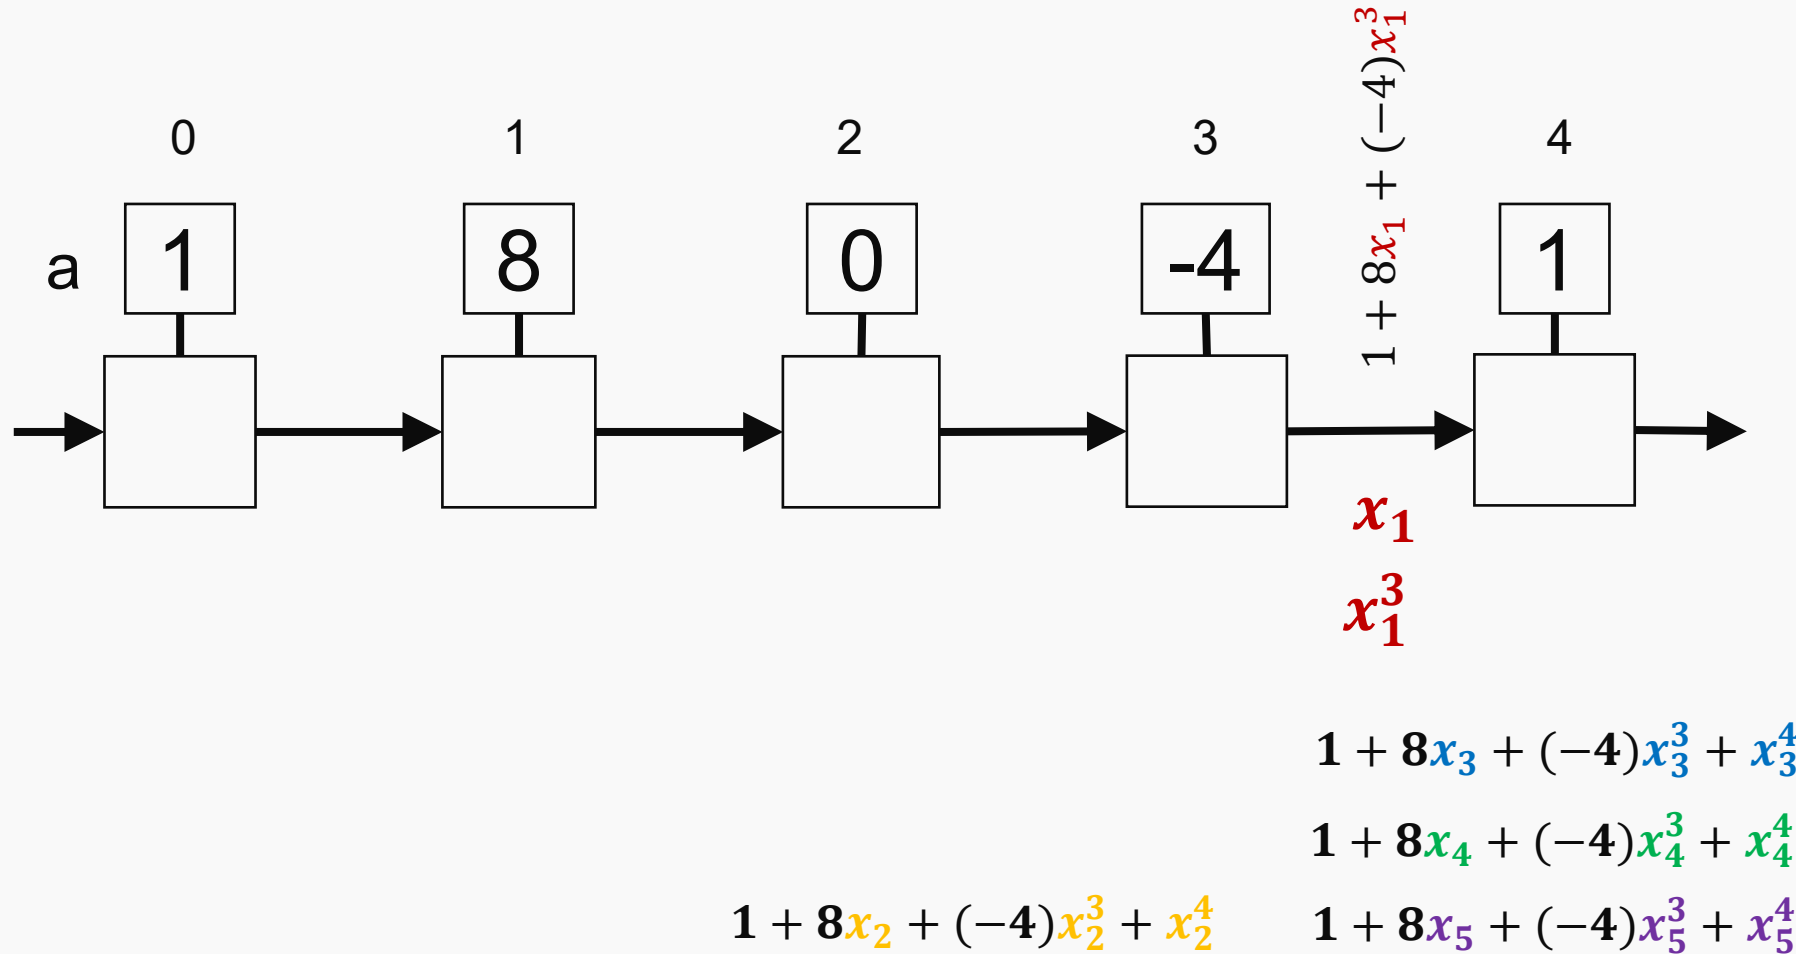 0 1 2 3 4
a 1 8 0 -4 1
1 + 8x₁ + (−4)x₁³
x₁
x₁³
1 + 8x₃ + (−4)x₃³ + x₃⁴
1 + 8x₄ + (−4)x₄³ + x₄⁴
1 + 8x₂ + (−4)x₂³ + x₂⁴
1 + 8x₅ + (−4)x₅³ + x₅⁴